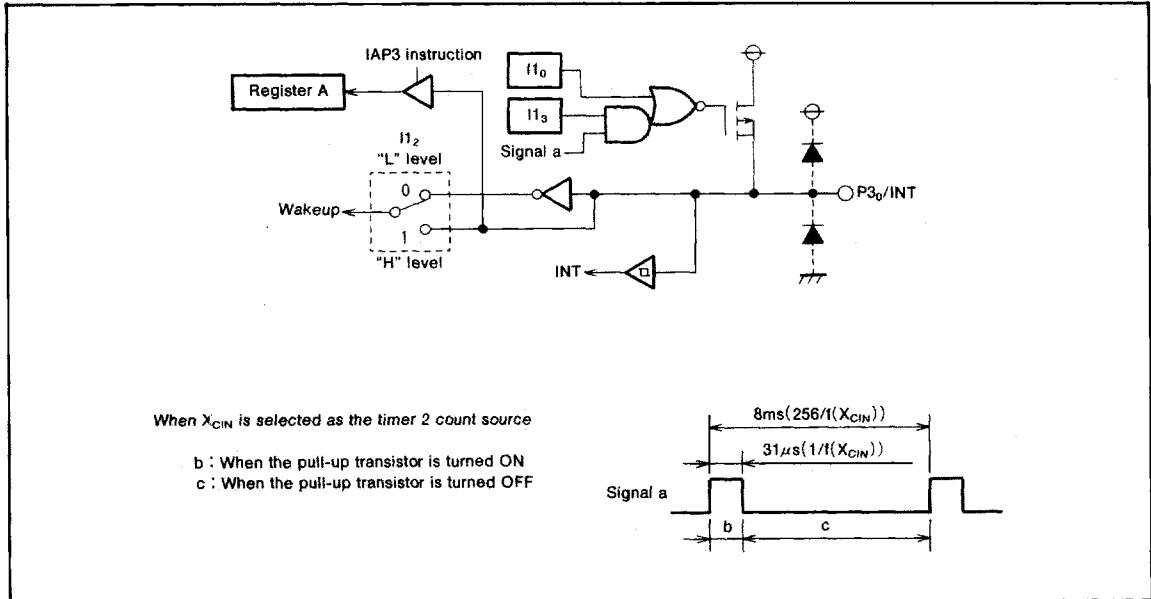 IAP3 instruction
Register A
I1₀
I1₃
Signal a
I1₂
"L" level
0
Wakeup
1
"H" level
P3₀/INT
INT
When X_CIN is selected as the timer 2 count source
b : When the pull-up transistor is turned ON
c : When the pull-up transistor is turned OFF
8ms(256/f(X_CIN))
31μs(1/f(X_CIN))
Signal a
b
c